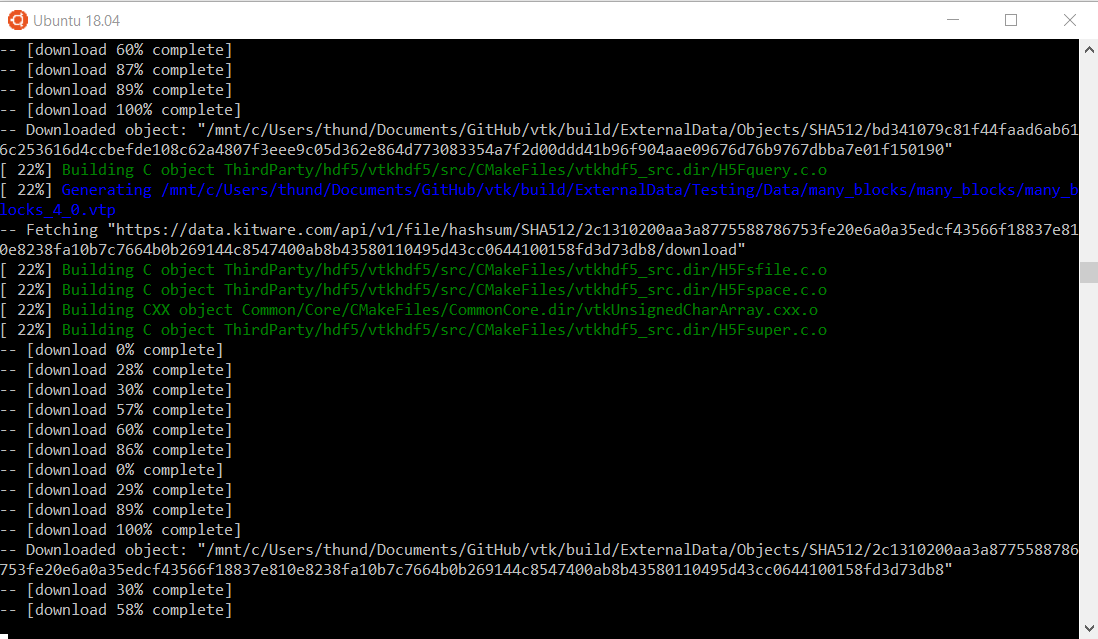 Ubuntu 18.04
-- [download 60% complete]
-- [download 87% complete]
-- [download 89% complete]
-- [download 100% complete]
-- Downloaded object: "/mnt/c/Users/thund/Documents/GitHub/vtk/build/ExternalData/Objects/SHA512/bd341079c81f44faad6ab61
6c253616d4ccbefde108c62a4807f3eee9c05d362e864d773083354a7f2d00ddd41b96f904aae09676d76b9767dbba7e01f150190"
[ 22%] Building C object ThirdParty/hdf5/vtkhdf5/src/CMakeFiles/vtkhdf5_src.dir/H5Fquery.c.o
[ 22%] Generating /mnt/c/Users/thund/Documents/GitHub/vtk/build/ExternalData/Testing/Data/many_blocks/many_blocks/many_b
locks_4_0.vtp
-- Fetching "https://data.kitware.com/api/v1/file/hashsum/SHA512/2c1310200aa3a8775588786753fe20e6a0a35edcf43566f18837e81
0e8238fa10b7c7664b0b269144c8547400ab8b43580110495d43cc0644100158fd3d73db8/download"
[ 22%] Building C object ThirdParty/hdf5/vtkhdf5/src/CMakeFiles/vtkhdf5_src.dir/H5Fsfile.c.o
[ 22%] Building C object ThirdParty/hdf5/vtkhdf5/src/CMakeFiles/vtkhdf5_src.dir/H5Fspace.c.o
[ 22%] Building CXX object Common/Core/CMakeFiles/CommonCore.dir/vtkUnsignedCharArray.cxx.o
[ 22%] Building C object ThirdParty/hdf5/vtkhdf5/src/CMakeFiles/vtkhdf5_src.dir/H5Fsuper.c.o
-- [download 0% complete]
-- [download 28% complete]
-- [download 30% complete]
-- [download 57% complete]
-- [download 60% complete]
-- [download 86% complete]
-- [download 0% complete]
-- [download 29% complete]
-- [download 89% complete]
-- [download 100% complete]
-- Downloaded object: "/mnt/c/Users/thund/Documents/GitHub/vtk/build/ExternalData/Objects/SHA512/2c1310200aa3a8775588786
753fe20e6a0a35edcf43566f18837e810e8238fa10b7c7664b0b269144c8547400ab8b43580110495d43cc0644100158fd3d73db8"
-- [download 30% complete]
-- [download 58% complete]